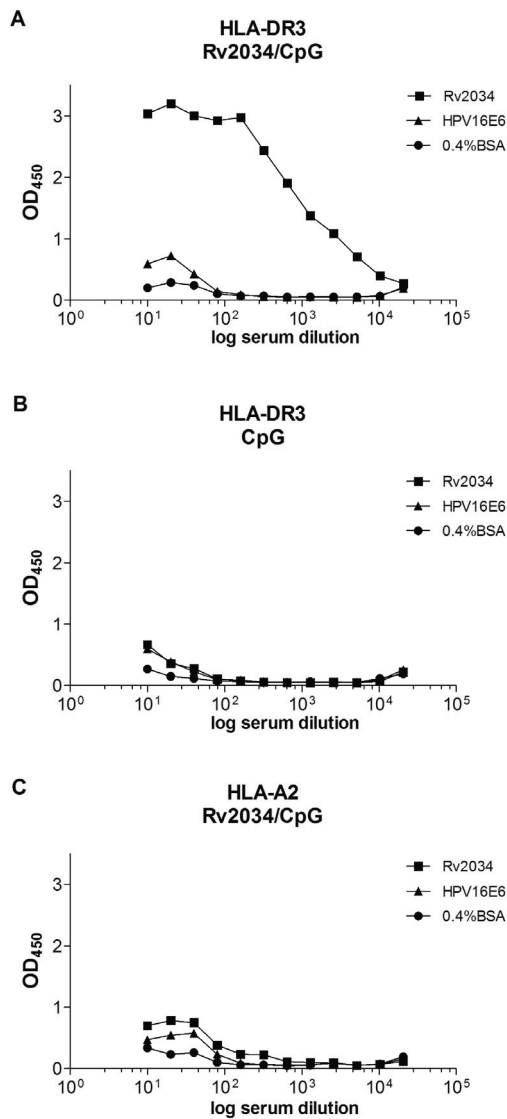 A
HLA-DR3
Rv2034/CpG
Rv2034
HPV16E6
0.4%BSA
3
2
1
0
OD450
10^0 10^1 10^2 10^3 10^4 10^5
log serum dilution
B
HLA-DR3
CpG
Rv2034
HPV16E6
0.4%BSA
3
2
1
0
OD450
10^0 10^1 10^2 10^3 10^4 10^5
log serum dilution
C
HLA-A2
Rv2034/CpG
Rv2034
HPV16E6
0.4%BSA
3
2
1
0
OD450
10^0 10^1 10^2 10^3 10^4 10^5
log serum dilution